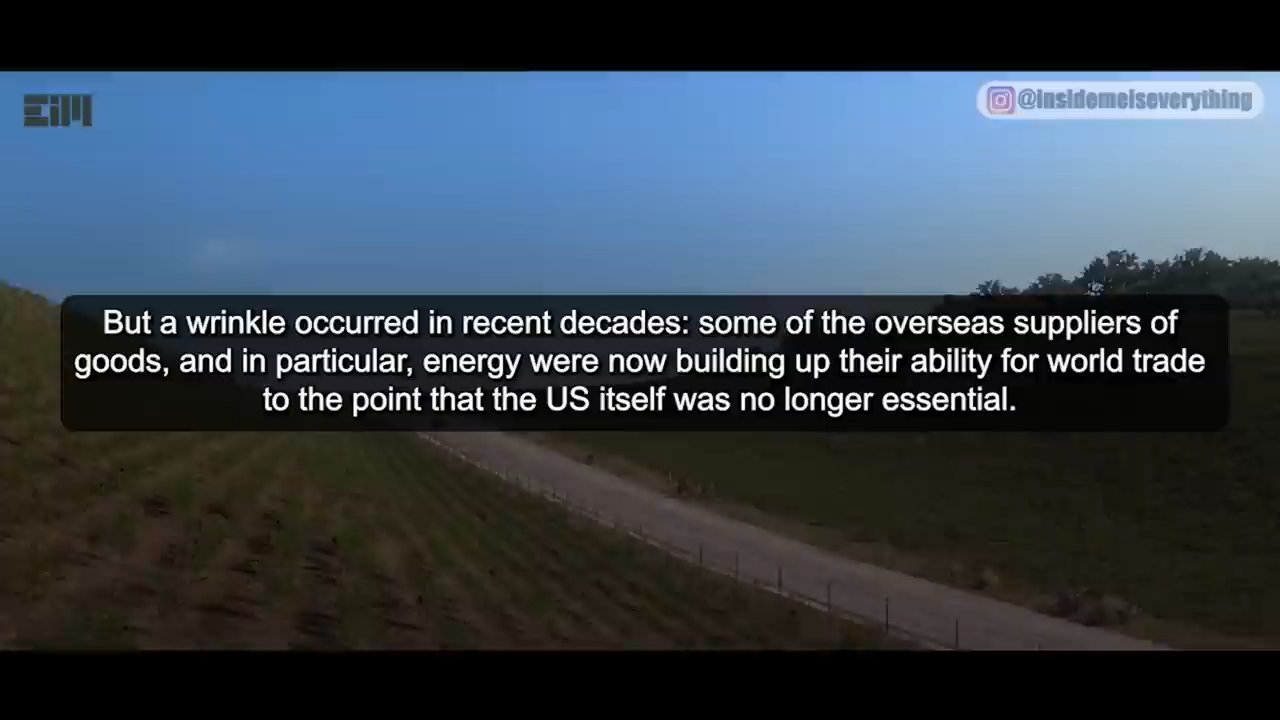 EiM
@insidemeiseverything
But a wrinkle occurred in recent decades: some of the overseas suppliers of
goods, and in particular, energy were now building up their ability for world trade
to the point that the US itself was no longer essential.